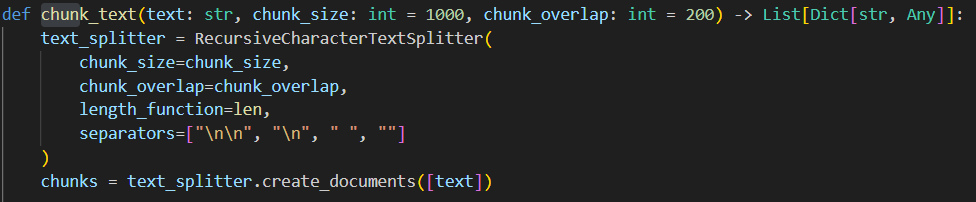 def chunk_text(text: str, chunk_size: int = 1000, chunk_overlap: int = 200) -> List[Dict[str, Any]]:
    text_splitter = RecursiveCharacterTextSplitter(
        chunk_size=chunk_size,
        chunk_overlap=chunk_overlap,
        length_function=len,
        separators=["\n\n", "\n", " ", ""]
    )
    chunks = text_splitter.create_documents([text])